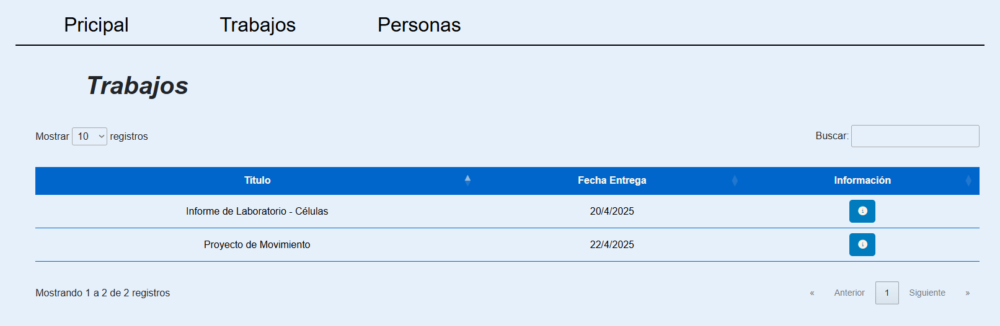 Pricipal Trabajos Personas
Trabajos
Mostrar 10 registros Buscar:
Título Fecha Entrega Información
Informe de Laboratorio - Células 20/4/2025
Proyecto de Movimiento 22/4/2025
Mostrando 1 a 2 de 2 registros « Anterior 1 Siguiente »